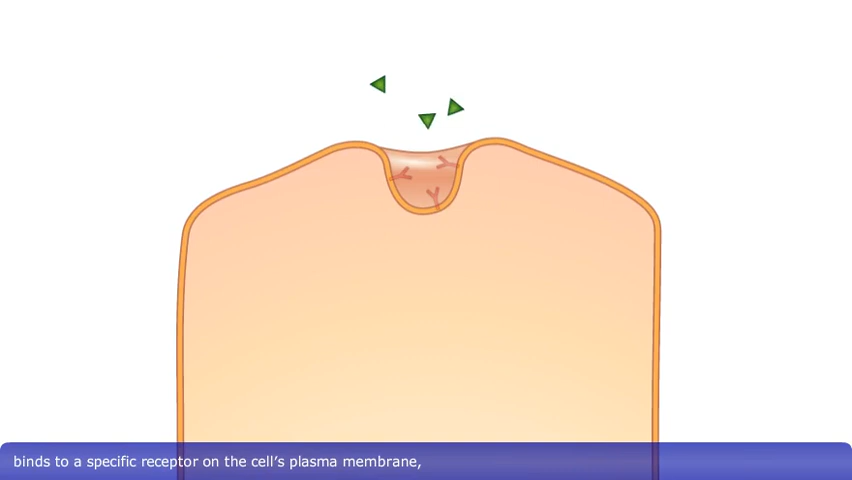 binds to a specific receptor on the cell’s plasma membrane,